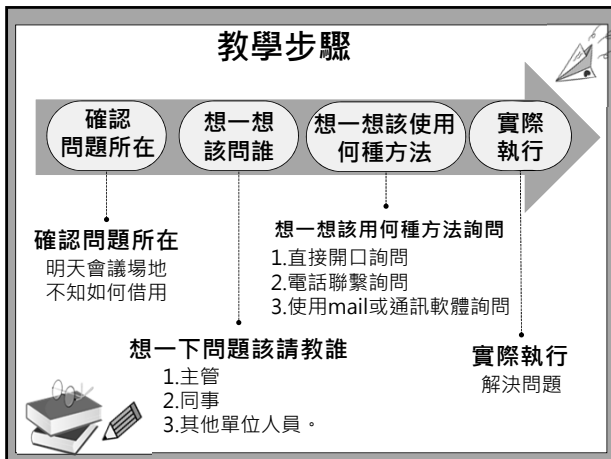 教學步驟
確認
問題所在
想一想
該問誰
想一想該使用
何種方法
實際
執行
確認問題所在
明天會議場地
不知如何借用
想一下問題該請教誰
1.主管
2.同事
3.其他單位人員。
想一想該用何種方法詢問
1.直接開口詢問
2.電話聯繫詢問
3.使用mail或通訊軟體詢問
實際執行
解決問題